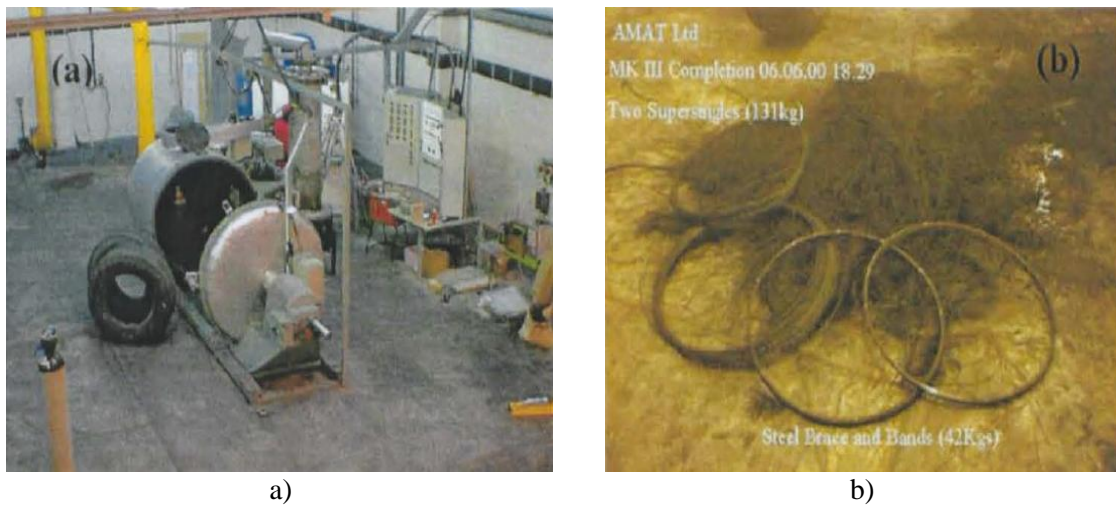 (a)
AMAT Ltd
MK III Completion 06.06.00 18.29
(b)
Two Supersingles (131kg)
Steel Brace and Bands (42Kgs)
a)
b)